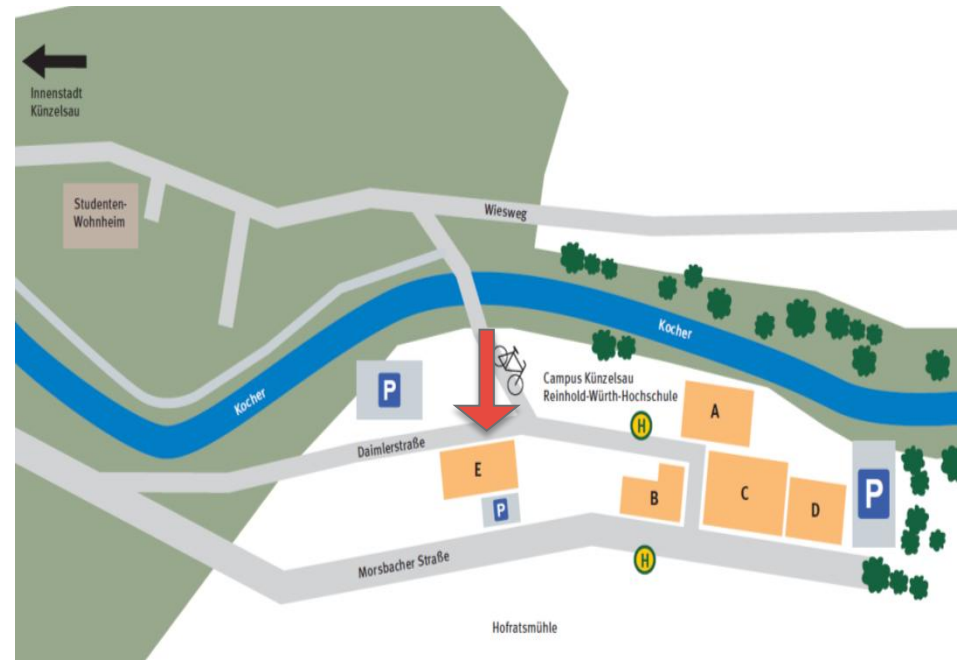 Innenstadt
Künzelsau
Studenten-
Wohnheim
Wiesweg
Kocher
Kocher
P
Campus Künzelsau
Reinhold-Würth-Hochschule
A
H
Daimlerstraße
E
P
B
C
D
P
Morsbacher Straße
H
Hofratsmühle